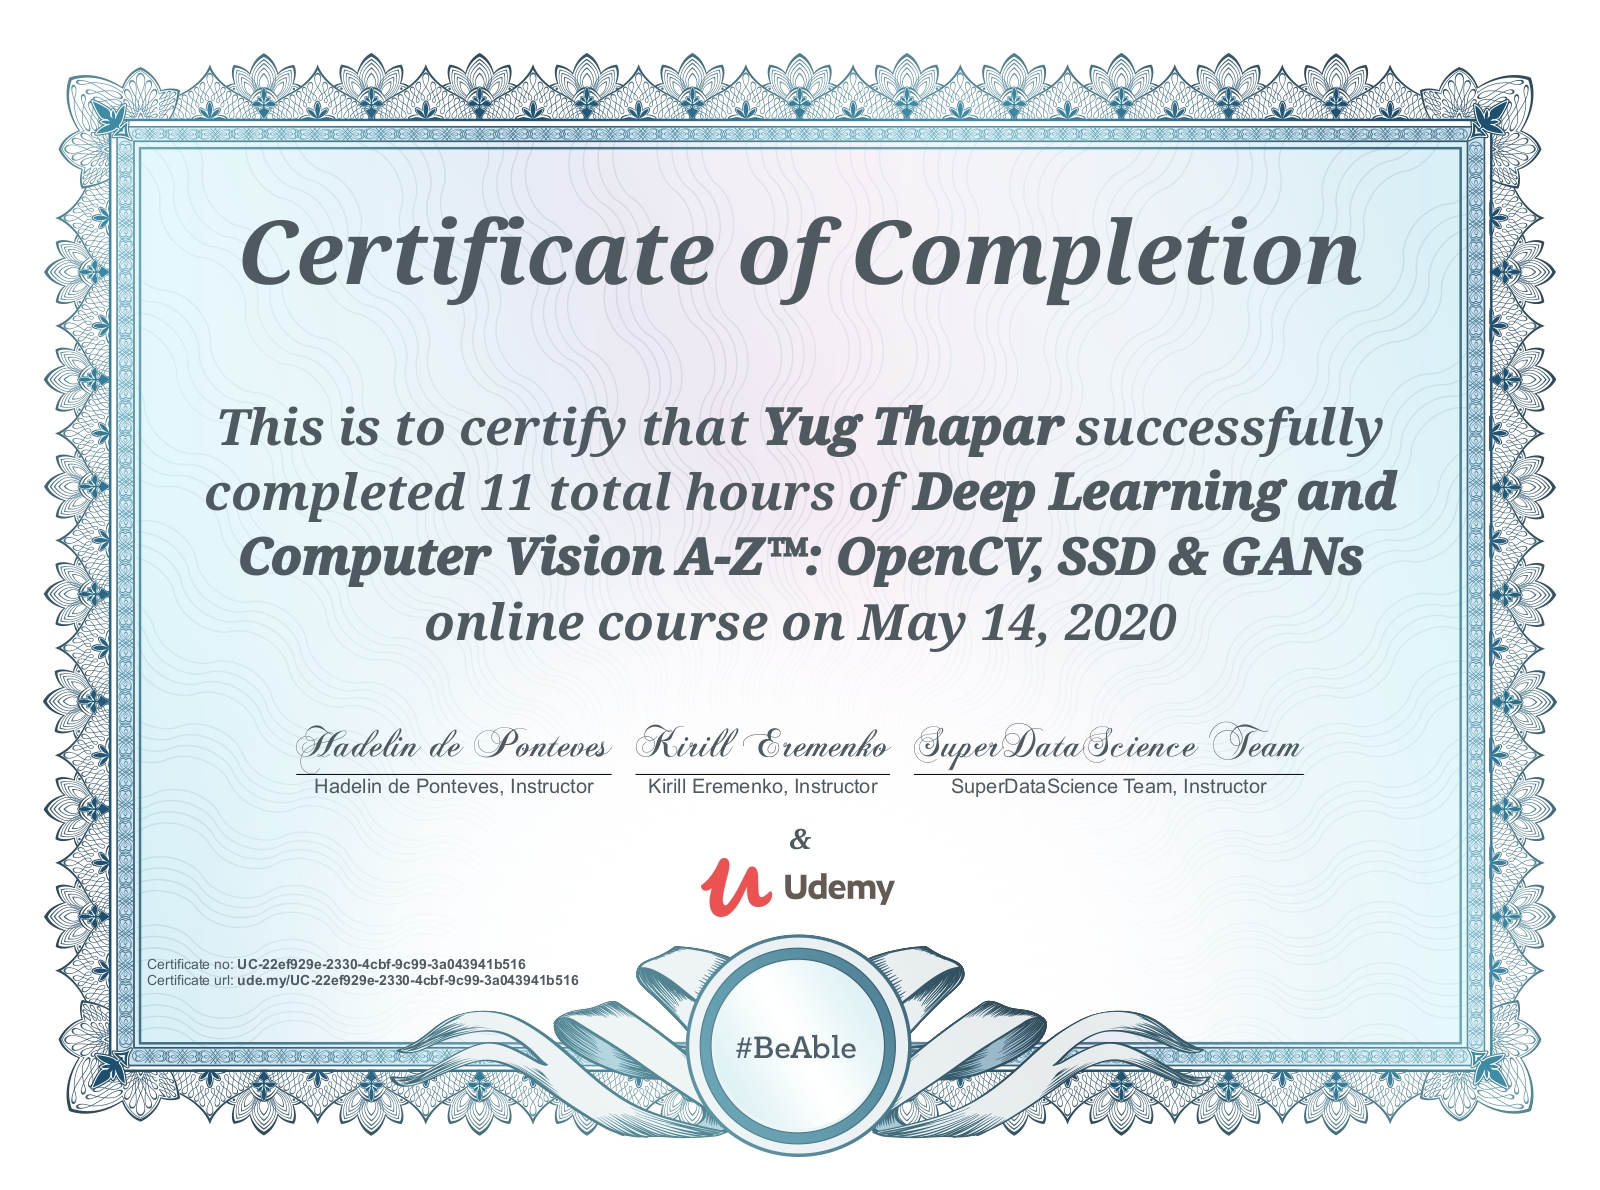 Certificate of Completion
This is to certify that Yug Thapar successfully
completed 11 total hours of Deep Learning and
Computer Vision A-Z™: OpenCV, SSD & GANs
online course on May 14, 2020
Hadelin de Ponteves Kirill Eremenko SuperDataScience Team
Hadelin de Ponteves, Instructor Kirill Eremenko, Instructor SuperDataScience Team, Instructor
&
Udemy
Certificate no: UC-22ef929e-2330-4cbf-9c99-3a043941b516
Certificate url: ude.my/UC-22ef929e-2330-4cbf-9c99-3a043941b516
#BeAble